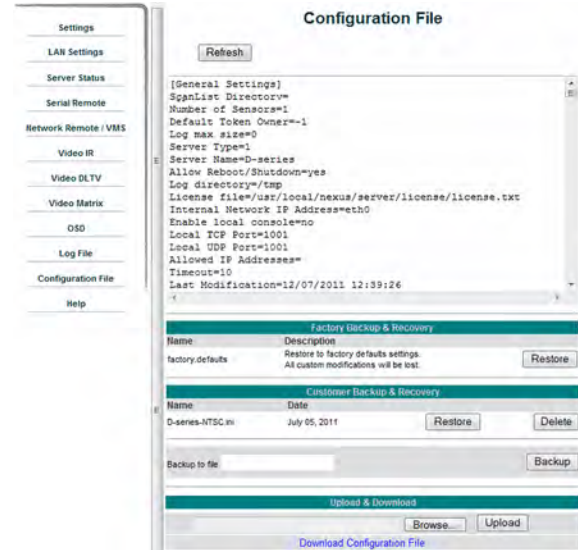 Settings
LAN Settings
Server Status
Serial Remote
Network Remote / VMS
Video IR
Video DLTV
Video Matrix
OSD
Log File
Configuration File
Help
Configuration File
Refresh
[General Settings]
ScanList Directory=
Number of Sensors=1
Default Token Owner=-1
Log max size=0
Server Type=1
Server Name=D-series
Allow Reboot/Shutdown=yes
Log directory=/tmp
License file=/usr/local/nexus/server/license/license.txt
Internal Network IP Address=eth0
Enable local console=no
Local TCP Port=1001
Local UDP Port=1001
Allowed IP Addresses=
Timeout=10
Last Modification=12/07/2011 12:39:26
Factory Backup & Recovery
Name Description
factory.defaults Restore to factory defaults settings. All custom modifications will be lost. Restore
Customer Backup & Recovery
Name Date
D-series-NTSC.ini July 05, 2011 Restore Delete
Backup to file Backup
Upload & Download
Browse... Upload
Download Configuration File